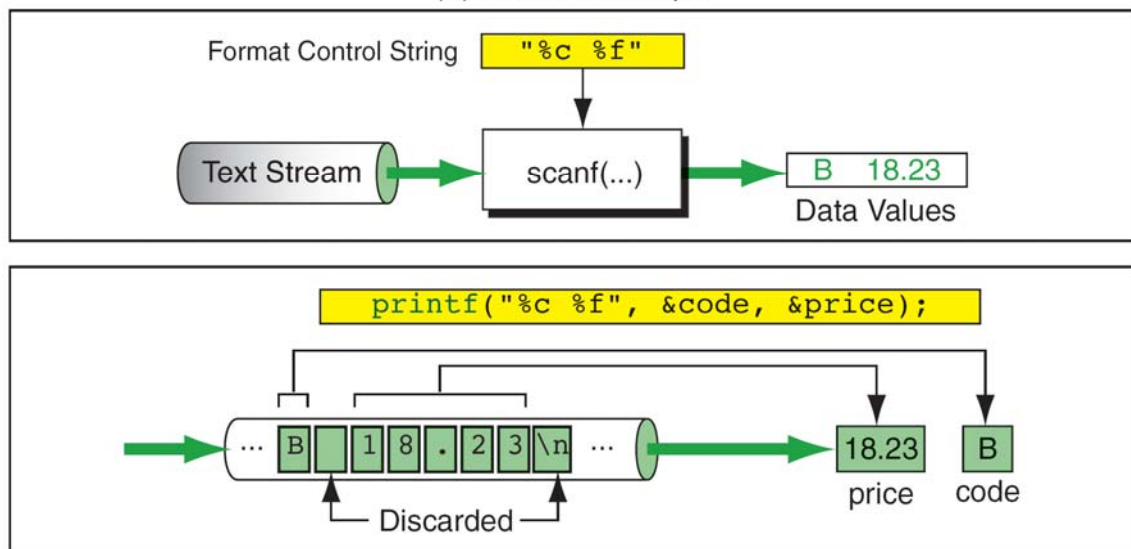 Format Control String
"%c %f"
Text Stream
scanf(...)
B 18.23
Data Values
printf("%c %f", &code, &price);
... B 1 8 . 2 3 \n ...
18.23
B
price
code
Discarded